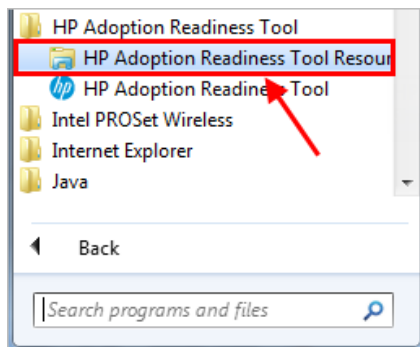 HP Adoption Readiness Tool
HP Adoption Readiness Tool Resour
hp HP Adoption Readiness Tool
Intel PROSet Wireless
Internet Explorer
Java
Back
Search programs and files